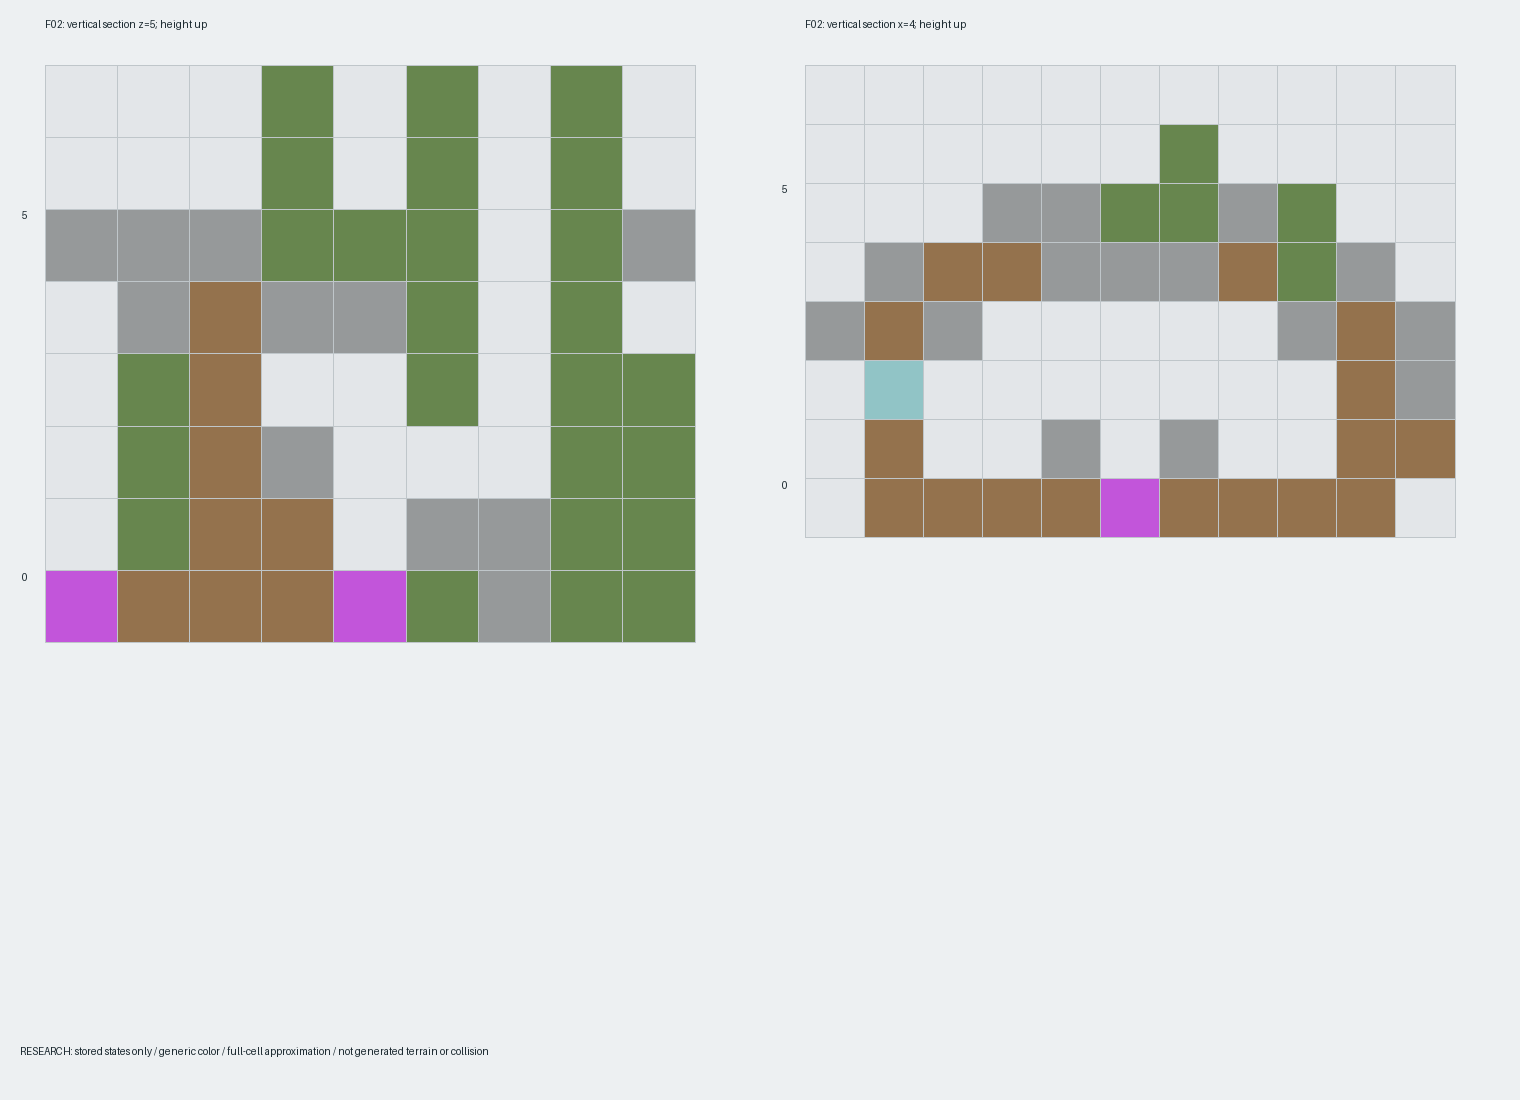 F02: vertical section z=5; height up
F02: vertical section x=4; height up
5
0
5
0
RESEARCH: stored states only / generic color / full-cell approximation / not generated terrain or collision